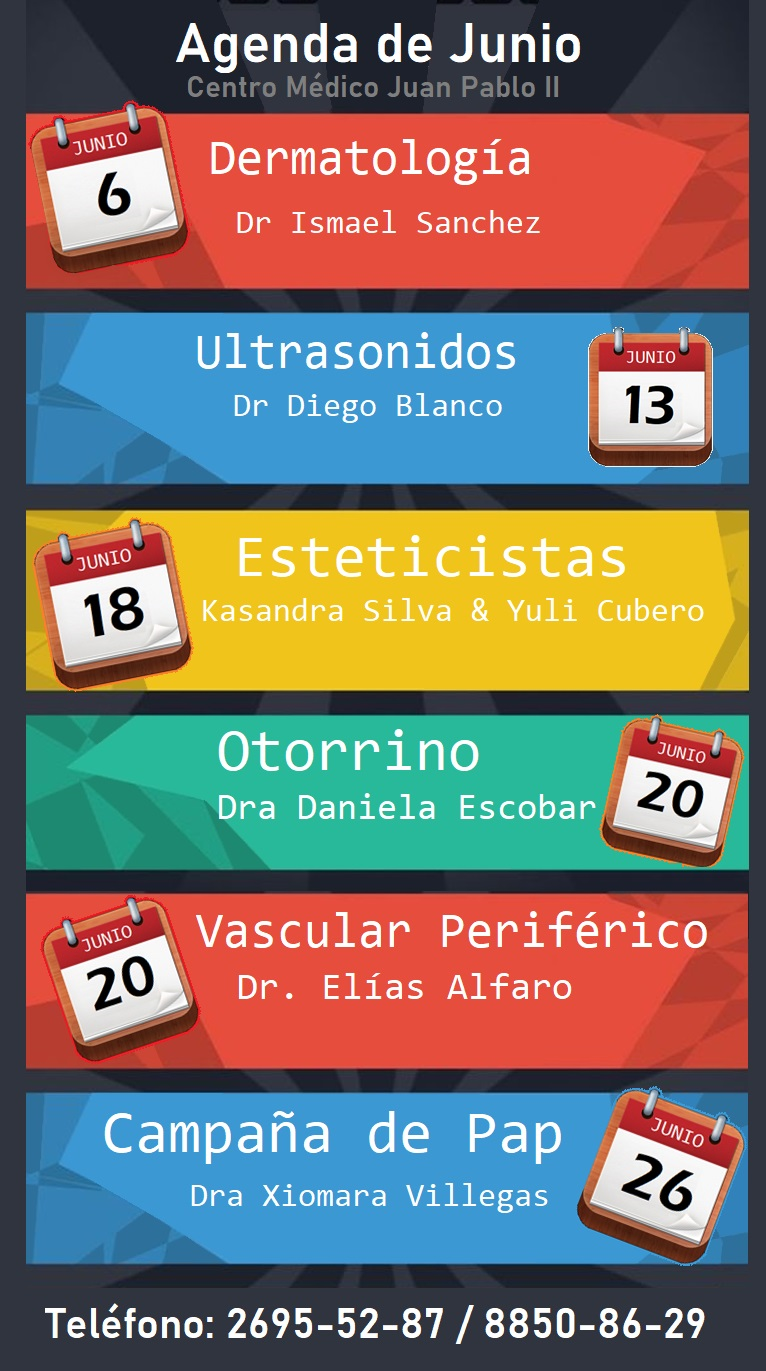 Agenda de Junio
Centro Médico Juan Pablo II
JUNIO
6
Dermatología
Dr Ismael Sanchez
Ultrasonidos
Dr Diego Blanco
JUNIO
13
JUNIO
18
Esteticistas
Kasandra Silva & Yuli Cubero
Otorrino
Dra Daniela Escobar
JUNIO
20
JUNIO
20
Vascular Periférico
Dr. Elías Alfaro
Campaña de Pap
Dra Xiomara Villegas
JUNIO
26
Teléfono: 2695-52-87 / 8850-86-29